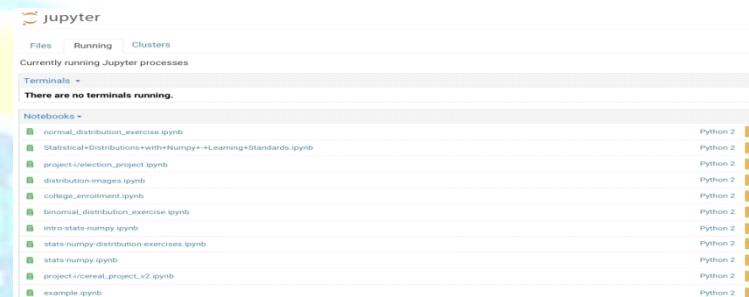 jupyter
Files Running Clusters
Currently running Jupyter processes
Terminals
There are no terminals running.
Notebooks
normal_distribution_exercise.ipynb Python 2
Statistical+Distributions+with+Numpy+-+Learning+Standards.ipynb Python 2
project-i/election_project.ipynb Python 2
distribution-images.ipynb Python 2
college_enrollment.ipynb Python 2
binomial_distribution_exercise.ipynb Python 2
intro-stats-numpy.ipynb Python 2
stats-numpy-distribution-exercises.ipynb Python 2
stats-numpy.ipynb Python 2
project-i/cereal_project_v2.ipynb Python 2
example.ipynb Python 2